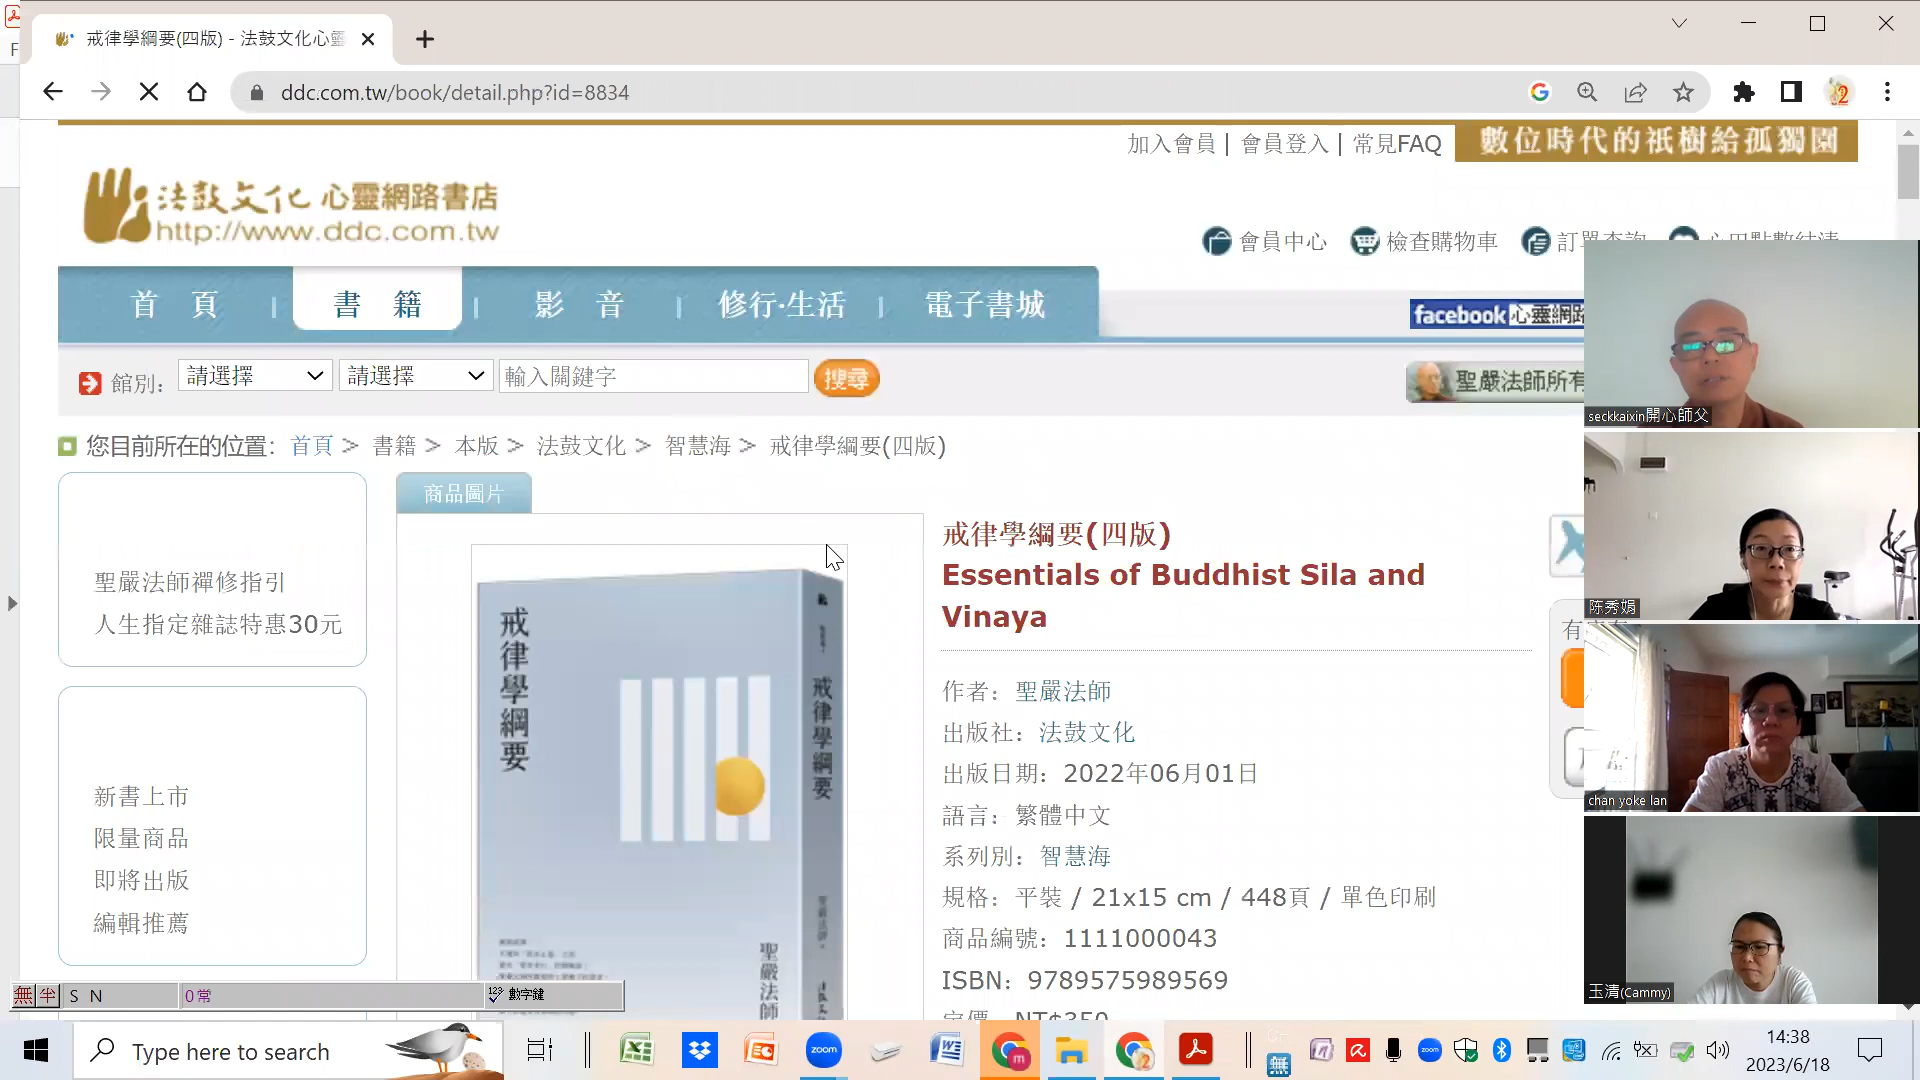 戒律學綱要(四版) - 法鼓文化心靈
ddc.com.tw/book/detail.php?id=8834
加入會員 | 會員登入 | 常見FAQ
數位時代的祇樹給孤獨園
法鼓文化 心靈網路書店
http://www.ddc.com.tw
會員中心
檢查購物車
首 頁 | 書 籍 | 影 音 | 修行·生活 | 電子書城
facebook 心靈網路
館別: 請選擇 請選擇 輸入關鍵字 搜尋
聖嚴法師所有
您目前所在的位置: 首頁 > 書籍 > 本版 > 法鼓文化 > 智慧海 > 戒律學綱要(四版)
聖嚴法師禪修指引
人生指定雜誌特惠30元
新書上市
限量商品
即將出版
編輯推薦
商品圖片
戒律學綱要
戒律學綱要
聖嚴法師
戒律學綱要(四版)
Essentials of Buddhist Sila and
Vinaya
作者: 聖嚴法師
出版社: 法鼓文化
出版日期: 2022年06月01日
語言: 繁體中文
系列別: 智慧海
規格: 平裝 / 21x15 cm / 448頁 / 單色印刷
商品編號: 1111000043
ISBN: 9789575989569
定價: NT$350
seckkaixin開心師父
陈秀娟
chan yoke lan
玉清(Cammy)
無 半 S N 0常 123 數字鍵
Type here to search
zoom
14:38
2023/6/18